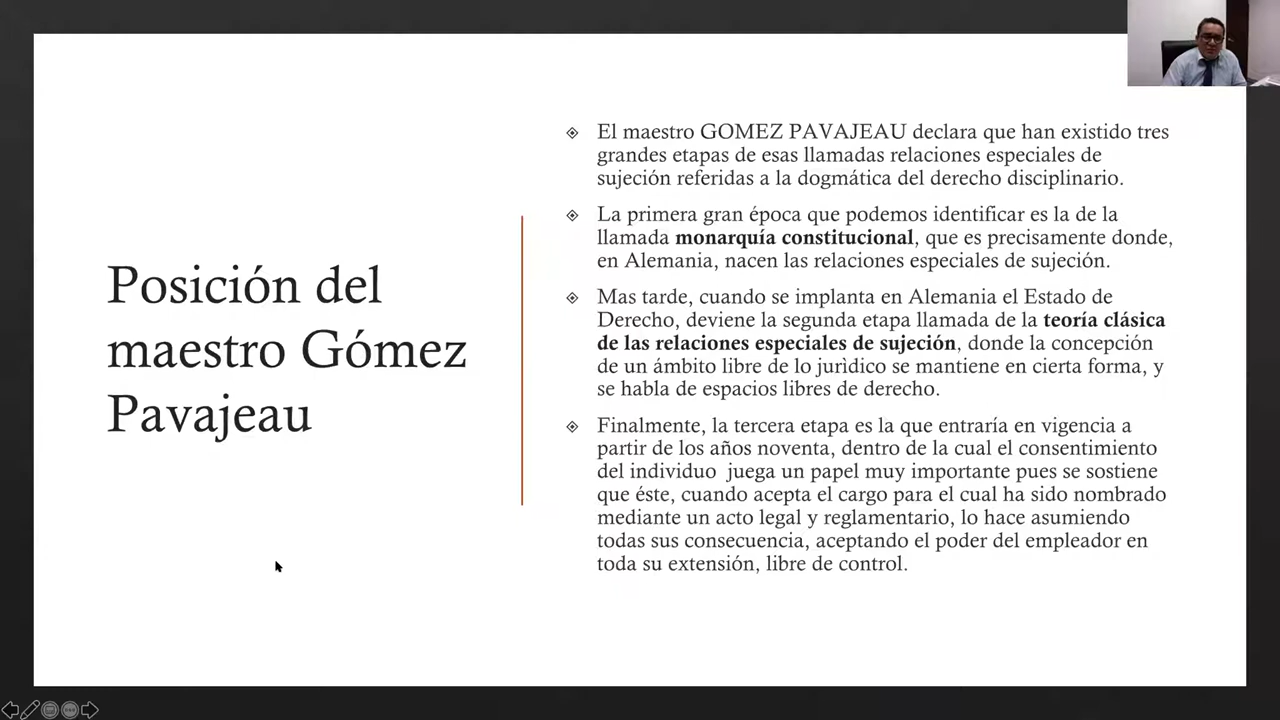 Posición del
maestro Gómez
Pavajeau
El maestro GOMEZ PAVAJEAU declara que han existido tres
grandes etapas de esas llamadas relaciones especiales de
sujeción referidas a la dogmática del derecho disciplinario.
La primera gran época que podemos identificar es la de la
llamada monarquía constitucional, que es precisamente donde,
en Alemania, nacen las relaciones especiales de sujeción.
Mas tarde, cuando se implanta en Alemania el Estado de
Derecho, deviene la segunda etapa llamada de la teoría clásica
de las relaciones especiales de sujeción, donde la concepción
de un ámbito libre de lo jurìdico se mantiene en cierta forma, y
se habla de espacios libres de derecho.
Finalmente, la tercera etapa es la que entraría en vigencia a
partir de los años noventa, dentro de la cual el consentimiento
del individuo juega un papel muy importante pues se sostiene
que éste, cuando acepta el cargo para el cual ha sido nombrado
mediante un acto legal y reglamentario, lo hace asumiendo
todas sus consecuencia, aceptando el poder del empleador en
toda su extensión, libre de control.